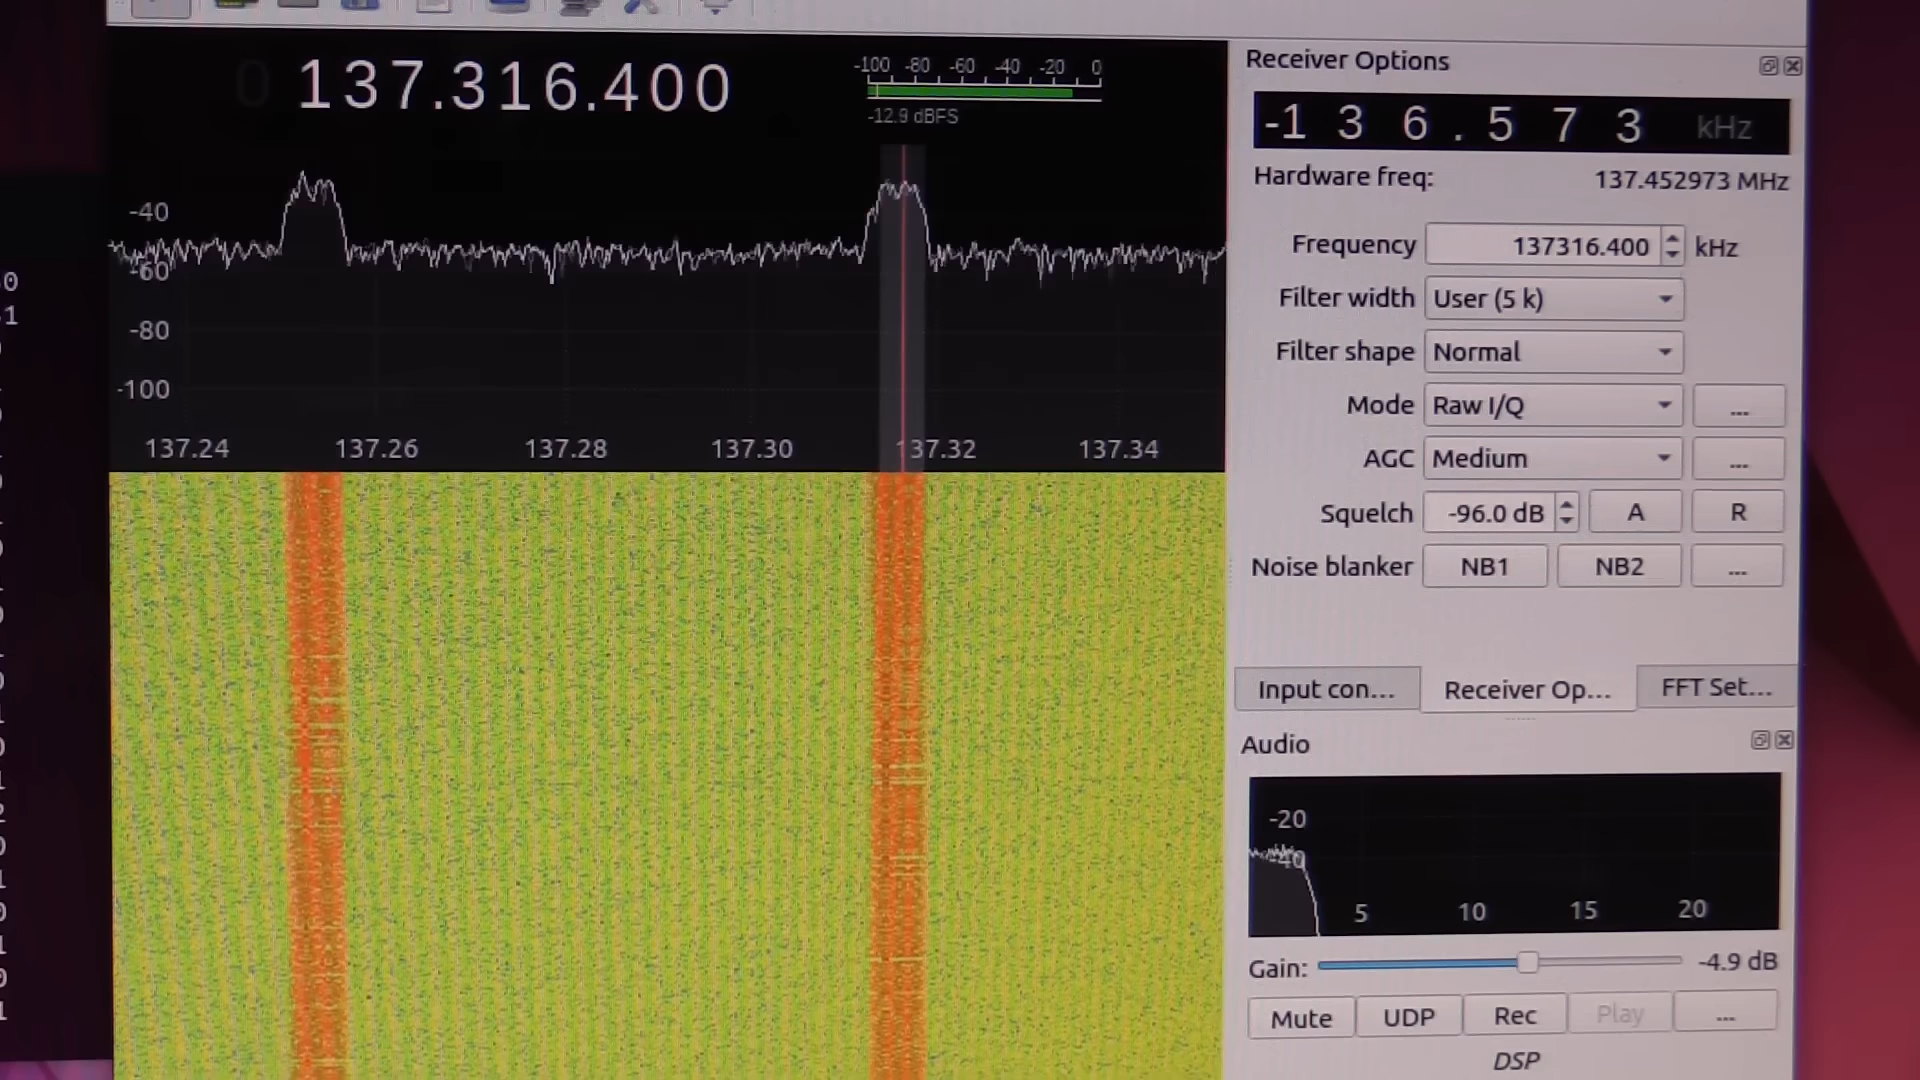 0 137.316.400
-100 -80 -60 -40 -20 0
-12.9 dBFS
-40
-60
-80
-100
137.24 137.26 137.28 137.30 137.32 137.34
Receiver Options
-136.573 kHz
Hardware freq: 137.452973 MHz
Frequency 137316.400 kHz
Filter width User (5 k)
Filter shape Normal
Mode Raw I/Q ...
AGC Medium ...
Squelch -96.0 dB A R
Noise blanker NB1 NB2 ...
Input con... Receiver Op... FFT Set...
Audio
-20
-40
5 10 15 20
Gain: -4.9 dB
Mute UDP Rec Play ...
DSP